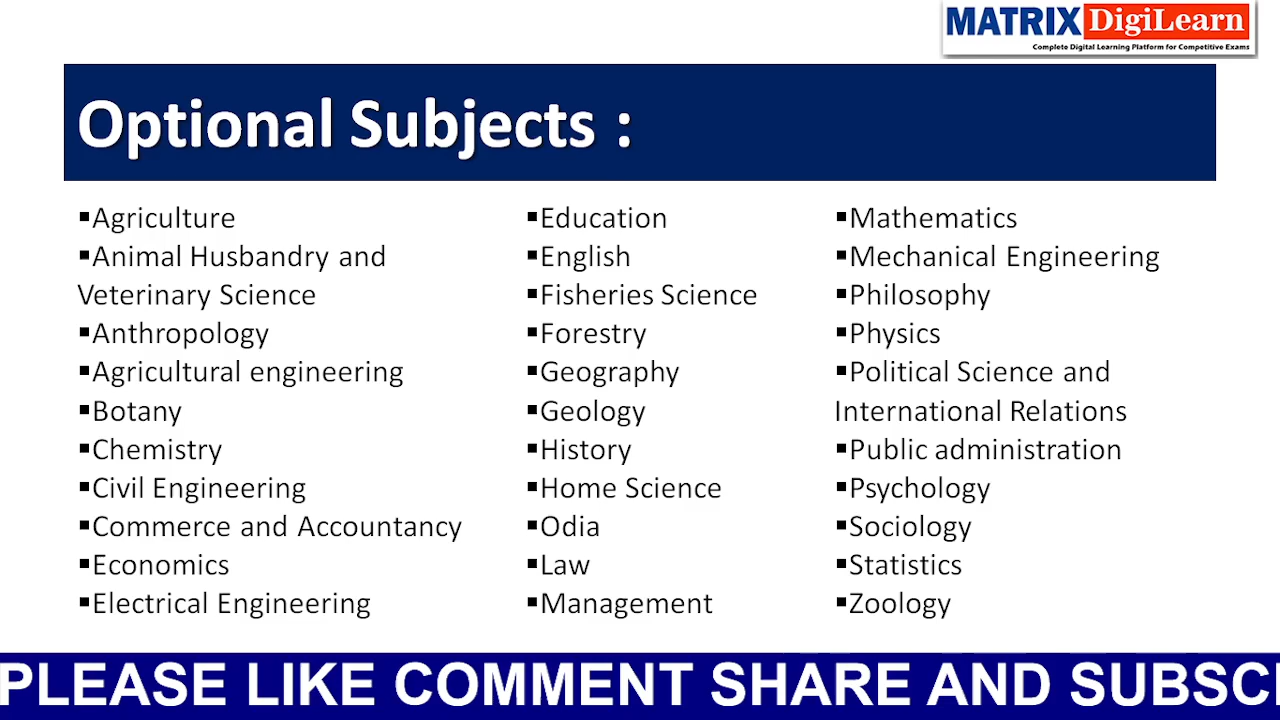 MATRIX DigiLearn
Complete Digital Learning Platform for Competitive Exams
Optional Subjects :
▪Agriculture
▪Animal Husbandry and
Veterinary Science
▪Anthropology
▪Agricultural engineering
▪Botany
▪Chemistry
▪Civil Engineering
▪Commerce and Accountancy
▪Economics
▪Electrical Engineering
▪Education
▪English
▪Fisheries Science
▪Forestry
▪Geography
▪Geology
▪History
▪Home Science
▪Odia
▪Law
▪Management
▪Mathematics
▪Mechanical Engineering
▪Philosophy
▪Physics
▪Political Science and
International Relations
▪Public administration
▪Psychology
▪Sociology
▪Statistics
▪Zoology
PLEASE LIKE COMMENT SHARE AND SUBSC